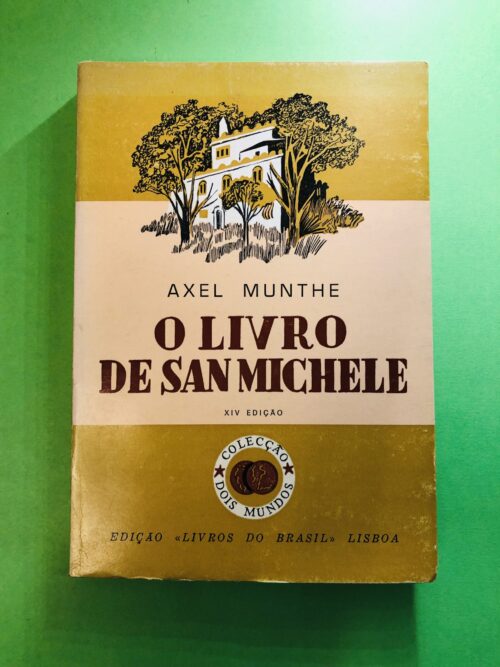 AXEL MUNTHE
O LIVRO
DE SAN MICHELE
XIV EDIÇÃO
COLECÇÃO
DOIS MUNDOS
EDIÇÃO «LIVROS DO BRASIL» LISBOA